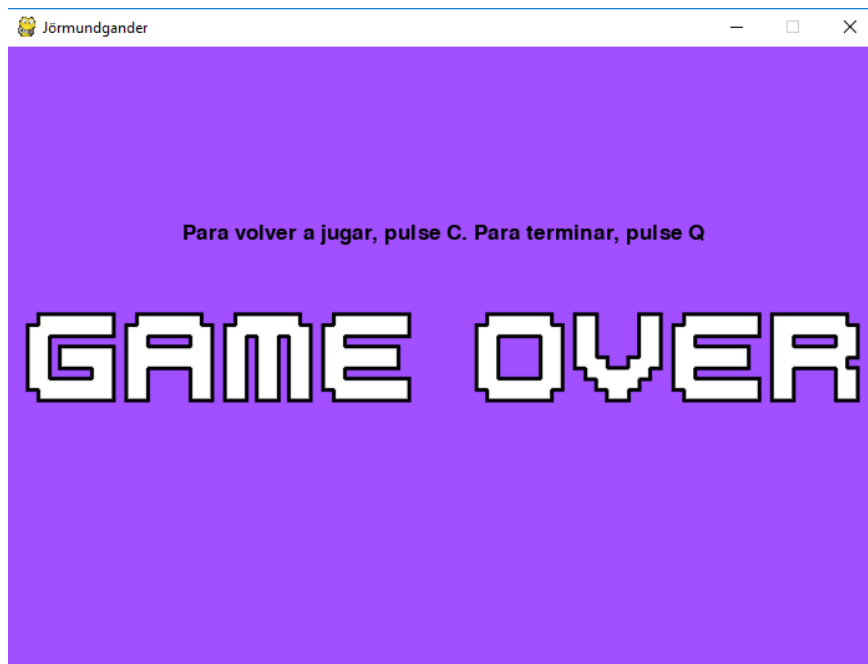 Jörmundgander
Para volver a jugar, pulse C. Para terminar, pulse Q
GAME OVER